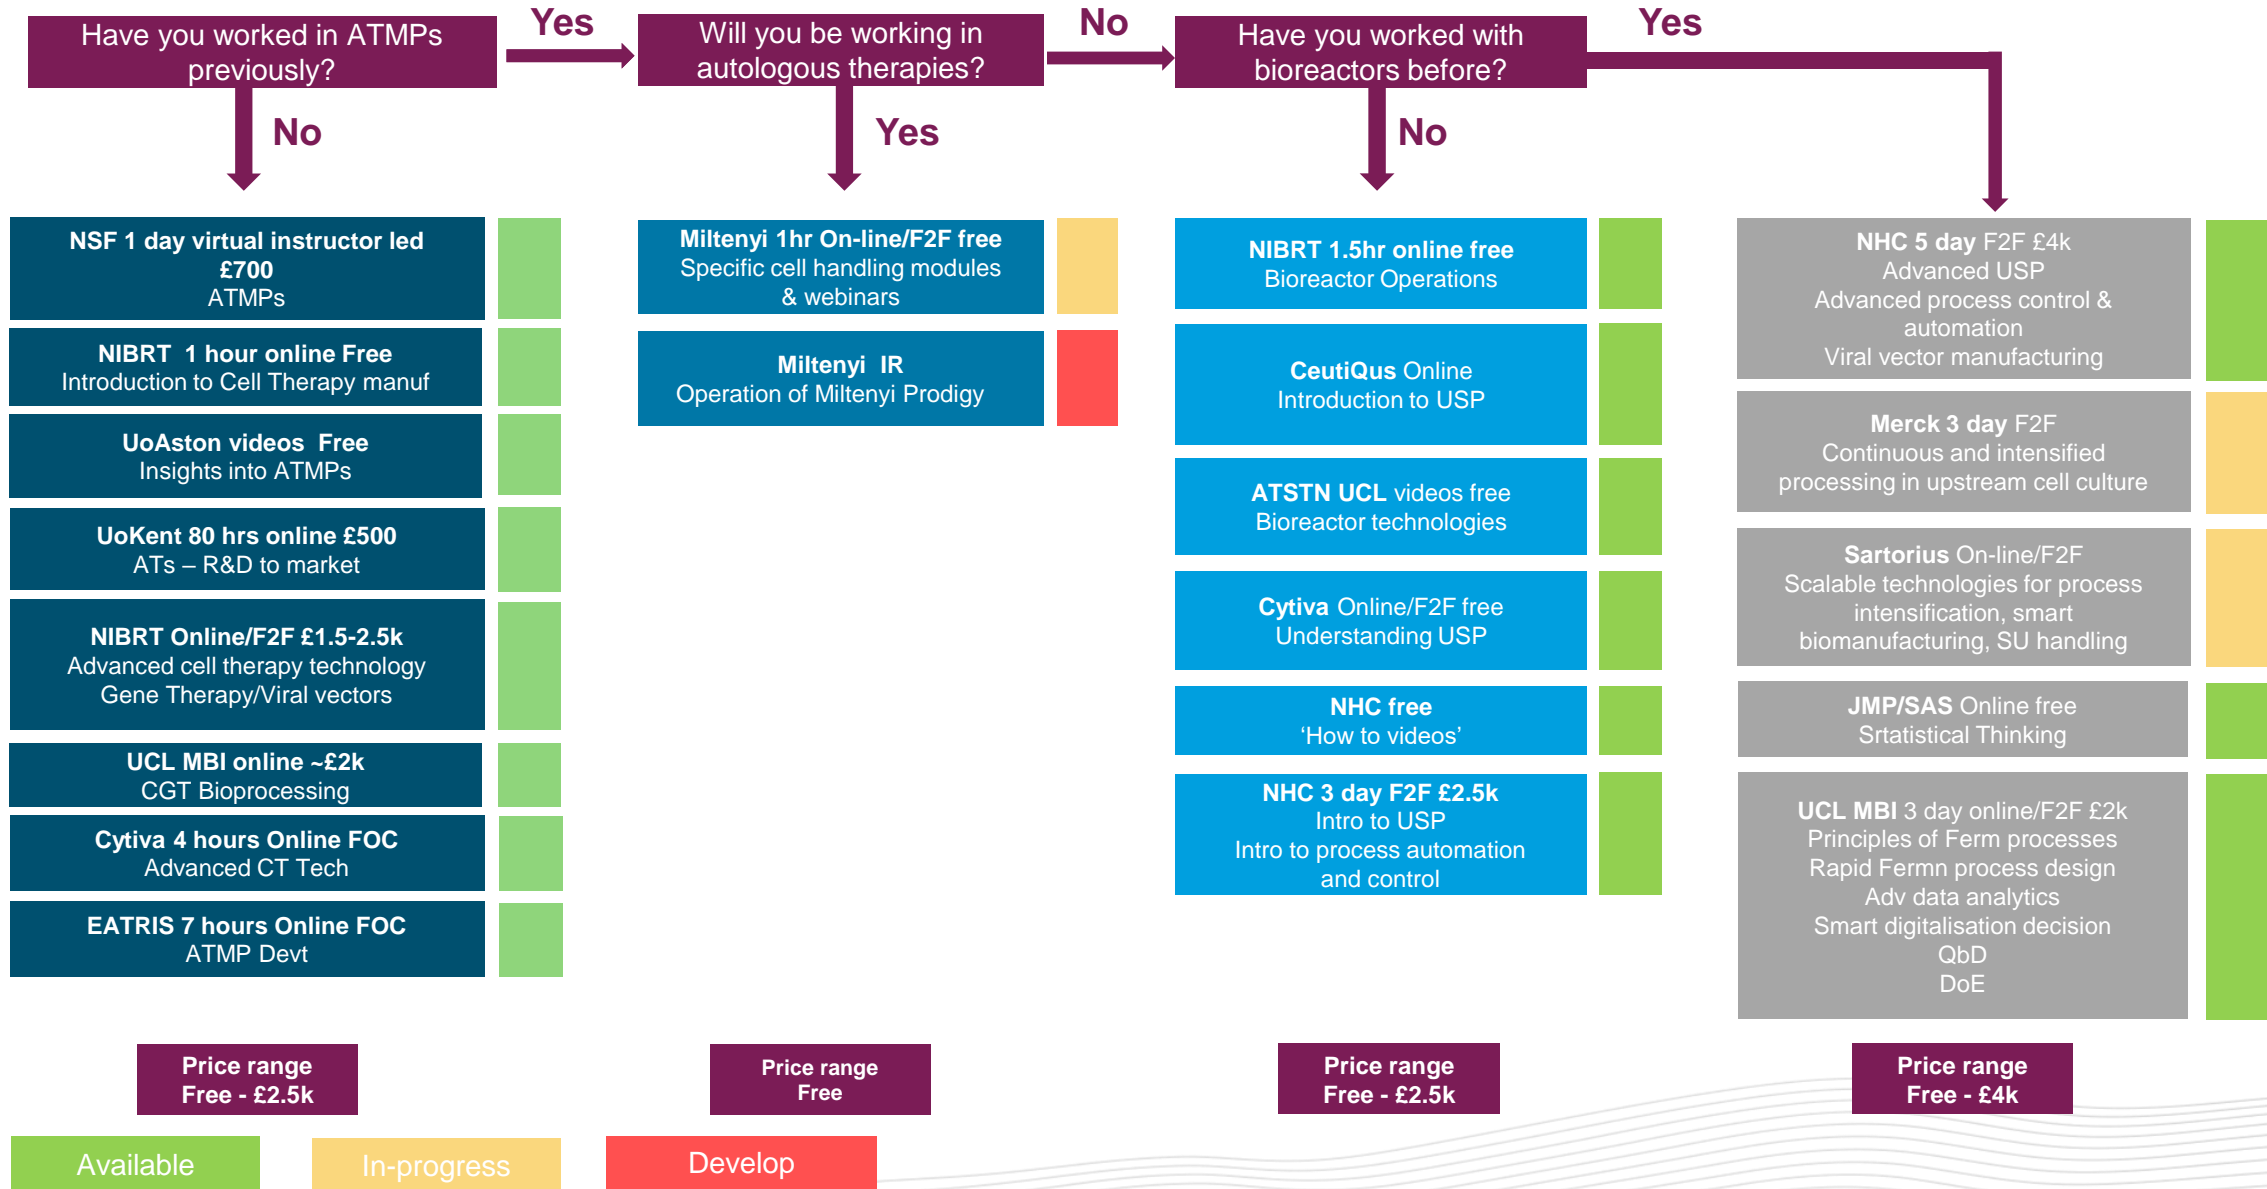 Have you worked in ATMPs
previously?
Yes
No
Will you be working in
autologous therapies?
No
Yes
Have you worked with
bioreactors before?
Yes
No
NSF 1 day virtual instructor led
£700
ATMPs
NIBRT 1 hour online Free
Introduction to Cell Therapy manuf
UoAston videos Free
Insights into ATMPs
UoKent 80 hrs online £500
ATs – R&D to market
NIBRT Online/F2F £1.5-2.5k
Advanced cell therapy technology
Gene Therapy/Viral vectors
UCL MBI online ~£2k
CGT Bioprocessing
Cytiva 4 hours Online FOC
Advanced CT Tech
EATRIS 7 hours Online FOC
ATMP Devt
Price range
Free - £2.5k
Miltenyi 1hr On-line/F2F free
Specific cell handling modules
& webinars
Miltenyi IR
Operation of Miltenyi Prodigy
Price range
Free
NIBRT 1.5hr online free
Bioreactor Operations
CeutiQus Online
Introduction to USP
ATSTN UCL videos free
Bioreactor technologies
Cytiva Online/F2F free
Understanding USP
NHC free
‘How to videos’
NHC 3 day F2F £2.5k
Intro to USP
Intro to process automation
and control
Price range
Free - £2.5k
NHC 5 day F2F £4k
Advanced USP
Advanced process control &
automation
Viral vector manufacturing
Merck 3 day F2F
Continuous and intensified
processing in upstream cell culture
Sartorius On-line/F2F
Scalable technologies for process
intensification, smart
biomanufacturing, SU handling
JMP/SAS Online free
Srtatistical Thinking
UCL MBI 3 day online/F2F £2k
Principles of Ferm processes
Rapid Fermn process design
Adv data analytics
Smart digitalisation decision
QbD
DoE
Price range
Free - £4k
Available
In-progress
Develop